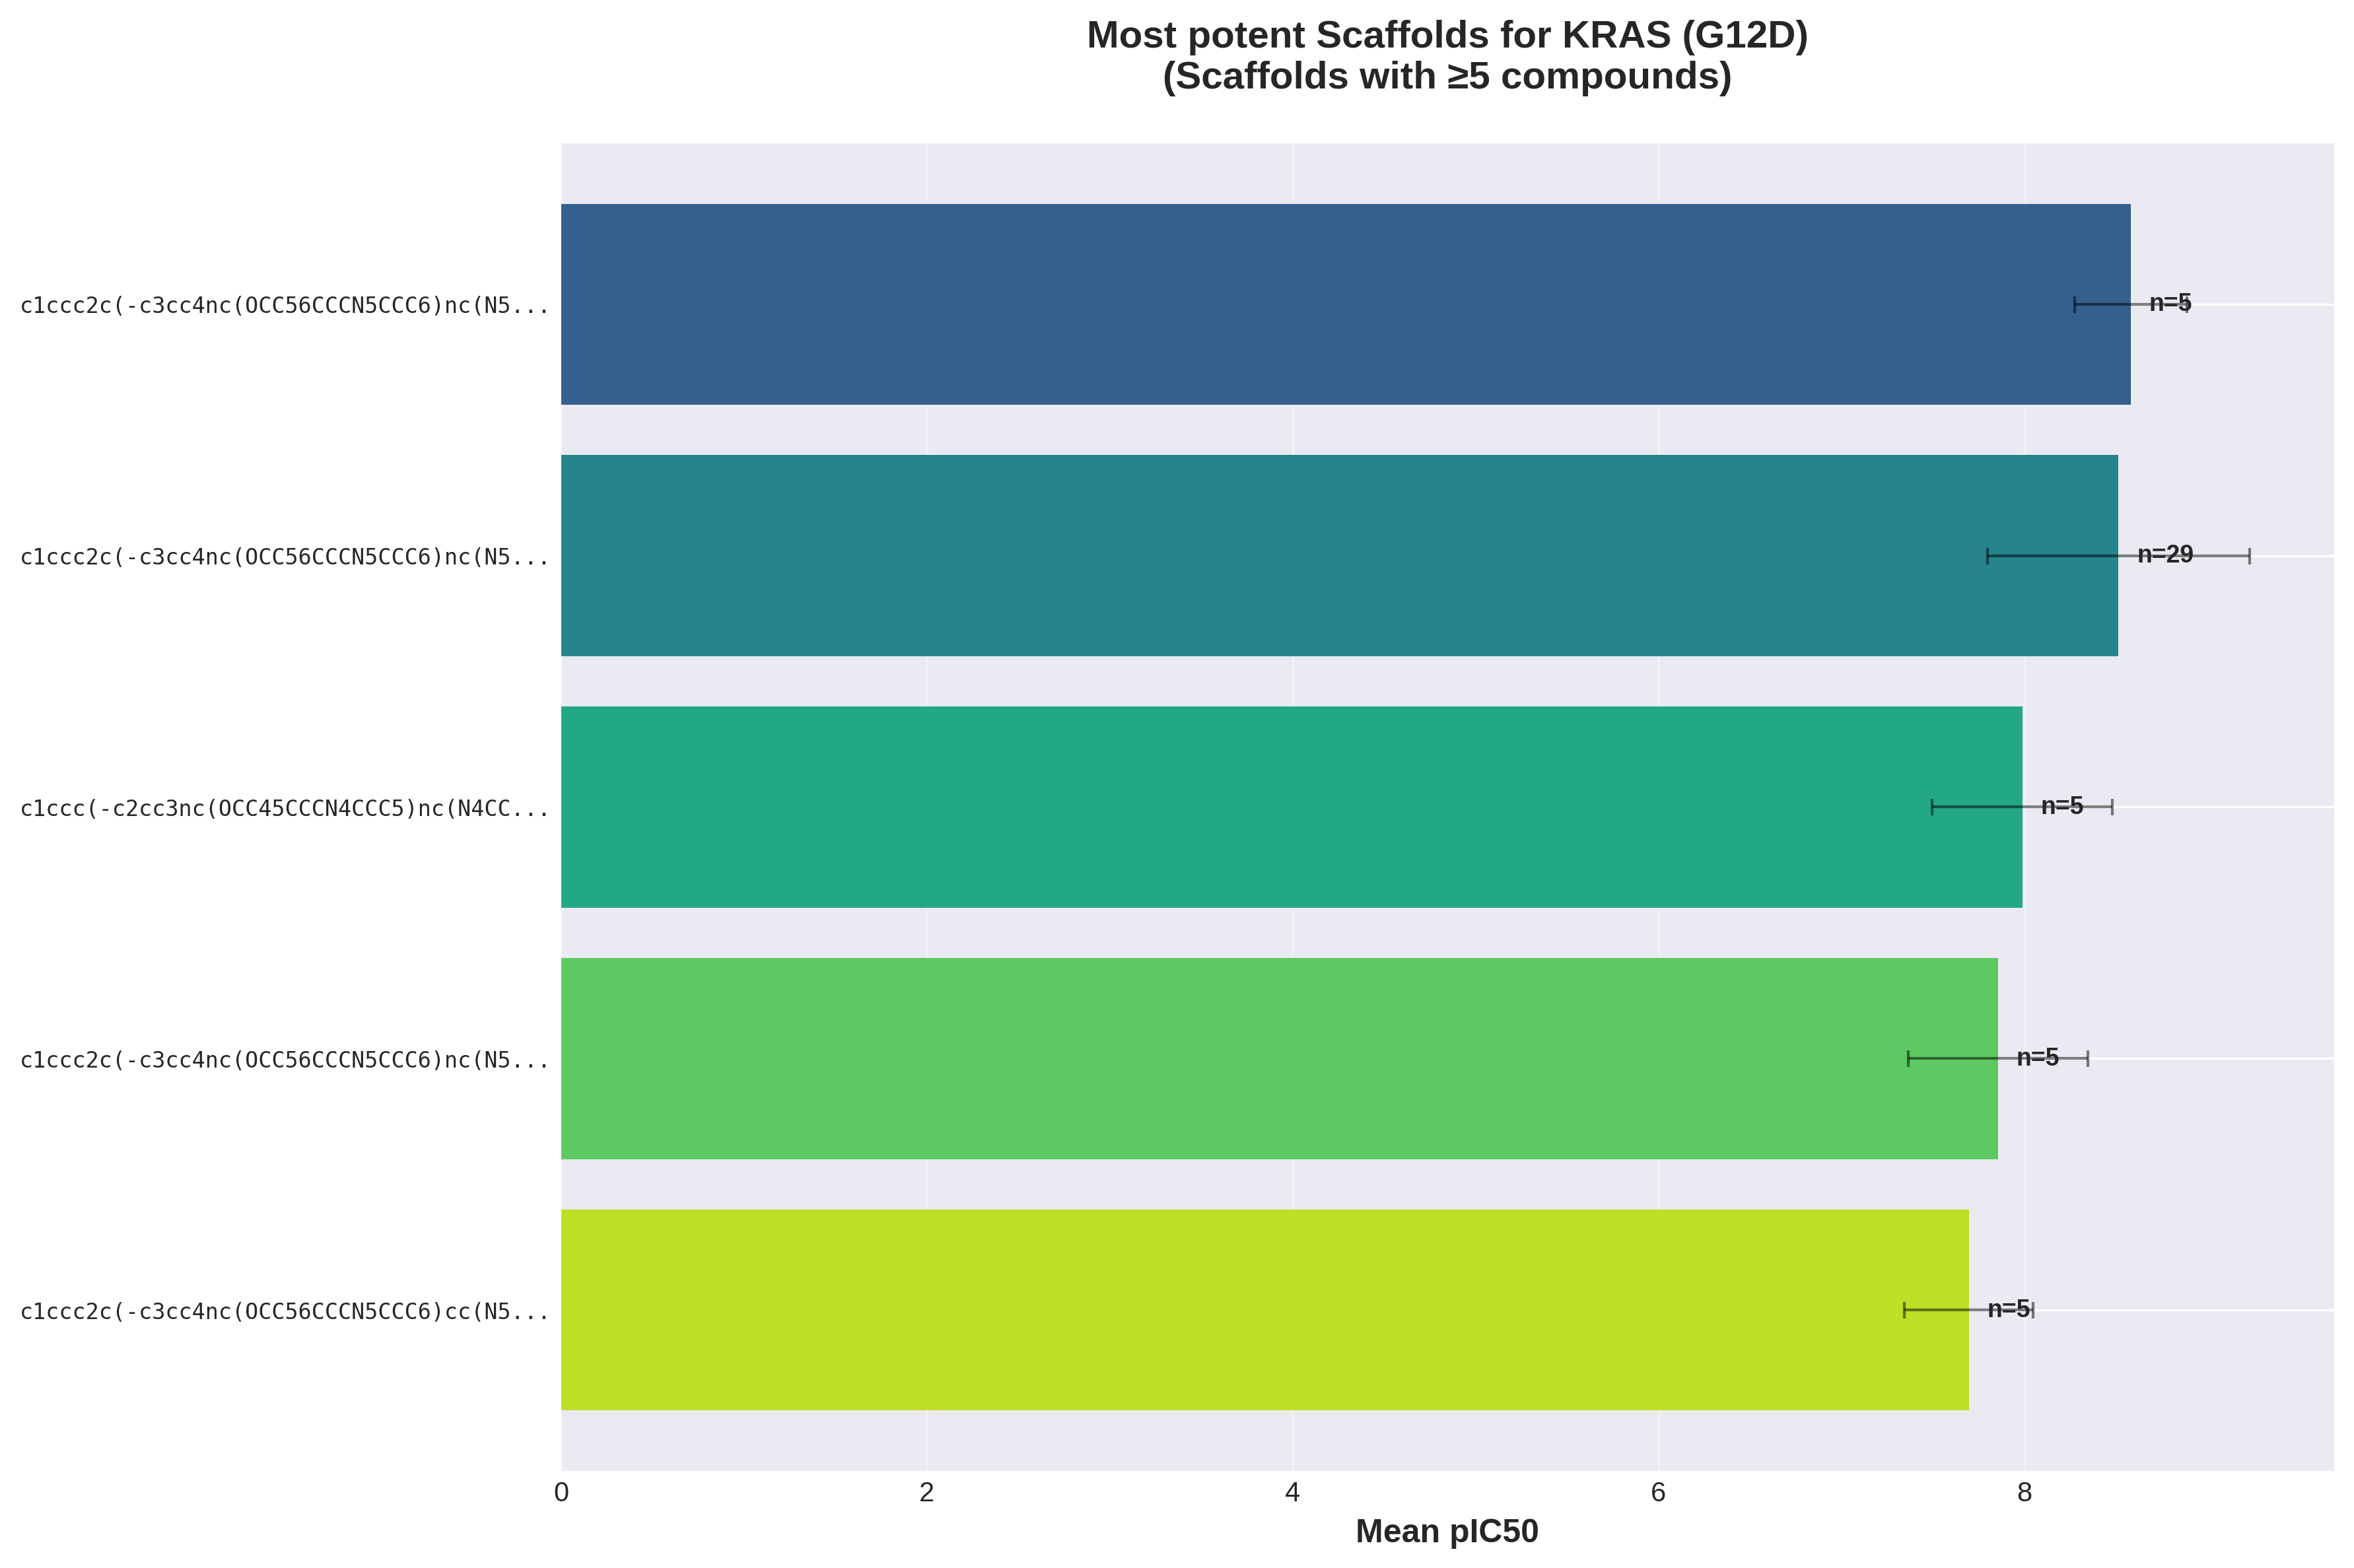 Most potent Scaffolds for KRAS (G12D)
(Scaffolds with ≥5 compounds)
c1ccc2c(-c3cc4nc(OCC56CCCN5CCC6)nc(N5...
n=5
c1ccc2c(-c3cc4nc(OCC56CCCN5CCC6)nc(N5...
n=29
c1ccc(-c2cc3nc(OCC45CCCN4CCC5)nc(N4CC...
n=5
c1ccc2c(-c3cc4nc(OCC56CCCN5CCC6)nc(N5...
n=5
c1ccc2c(-c3cc4nc(OCC56CCCN5CCC6)cc(N5...
n=5
0 2 4 6 8
Mean pIC50